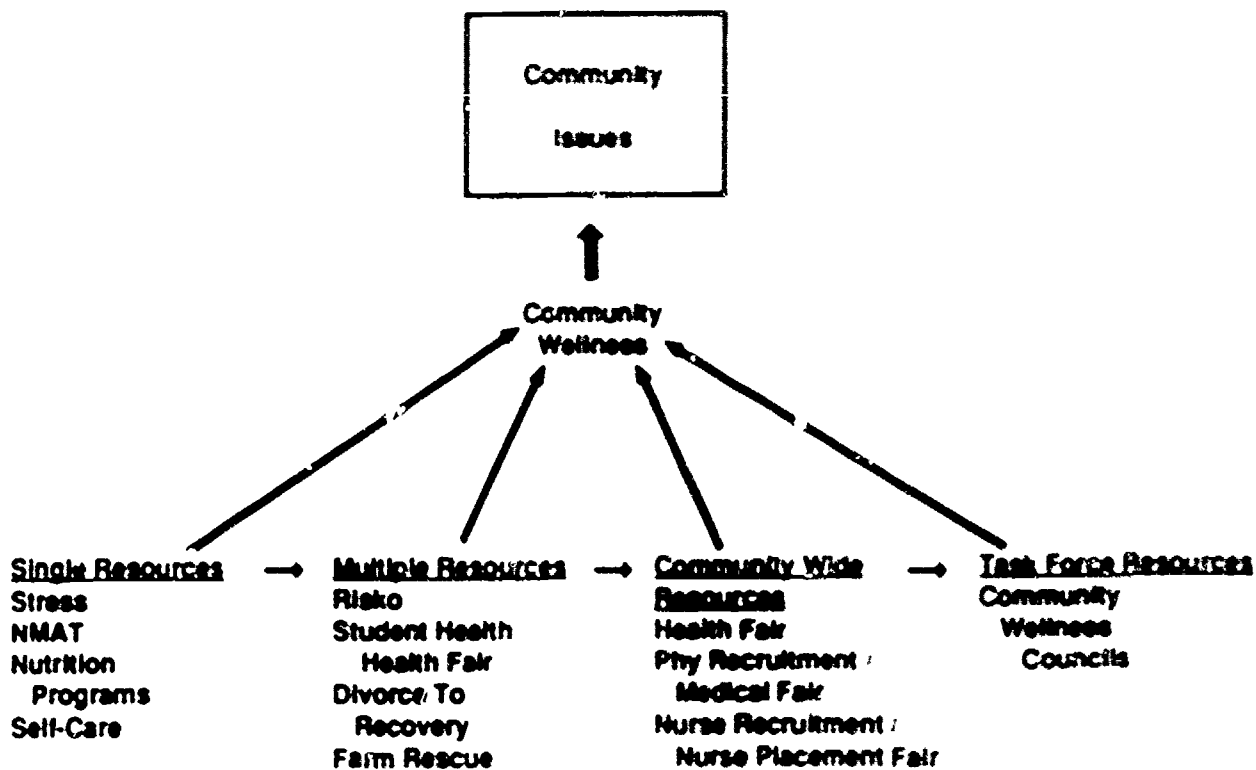 Community
Issues
Community
Wellness
Single Resources
Stress
NMAT
Nutrition
Programs
Self-Care
Multiple Resources
Risko
Student Health
Health Fair
Divorce To
Recovery
Farm Rescue
Community Wide
Resources
Health Fair
Phy Recruitment /
Medical Fair
Nurse Recruitment /
Nurse Placement Fair
Task Force Resources
Community
Wellness
Councils